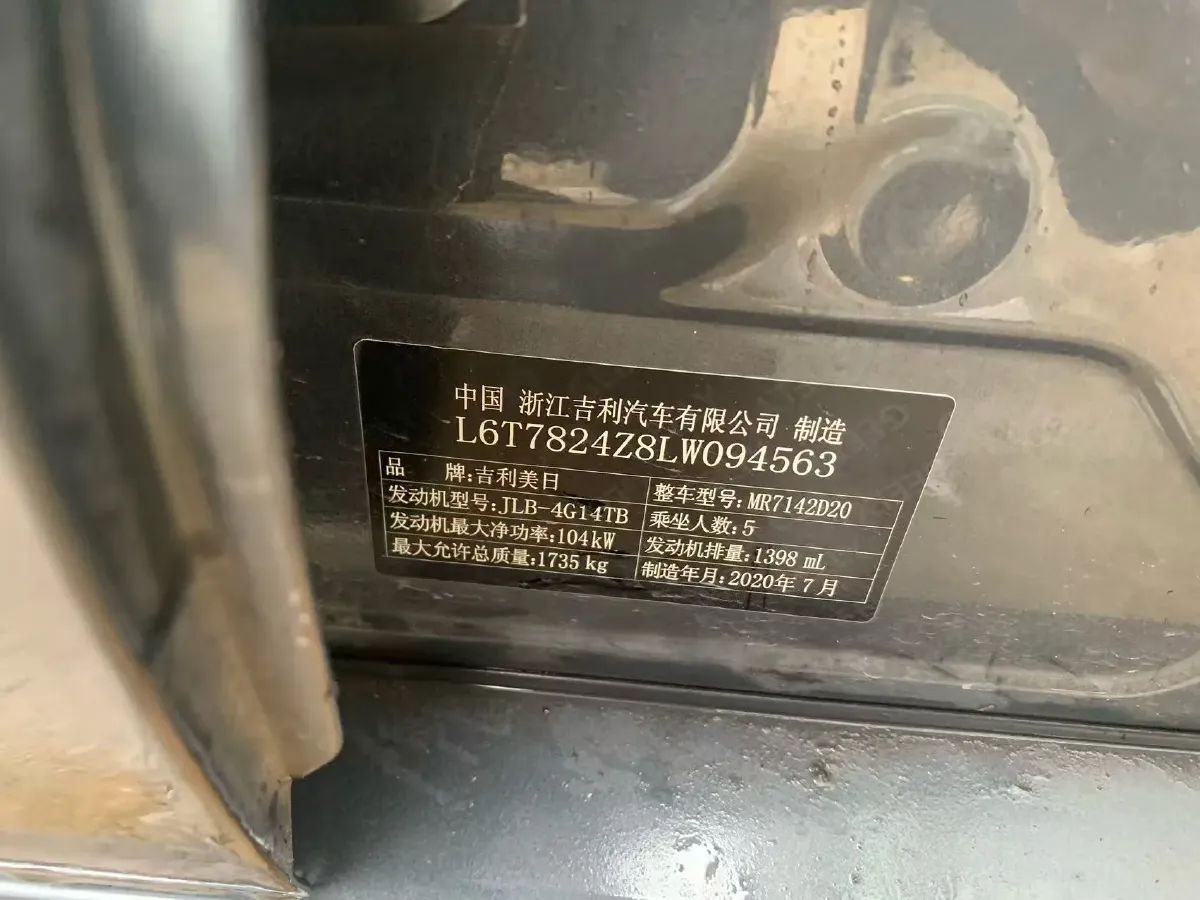 中国 浙江吉利汽车有限公司 制造
L6T7824Z8LW094563
品 牌:吉利美日 整车型号:MR7142D20
发动机型号:JLB-4G14TB 乘坐人数:5
发动机最大净功率:104kW 发动机排量:1398 mL
最大允许总质量:1735 kg 制造年月:2020年 7 月